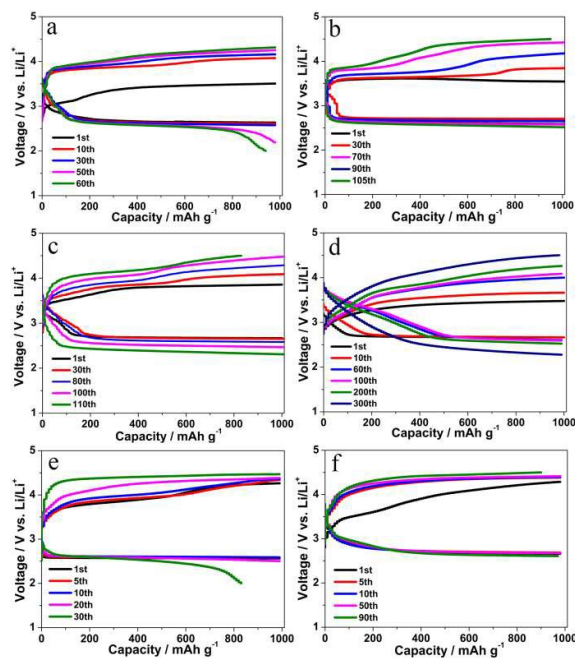 a
Voltage / V vs. Li/Li⁺
5
4
3
2
1
1st
10th
30th
50th
60th
0 200 400 600 800 1000
Capacity / mAh g⁻¹
b
Voltage / V vs. Li/Li⁺
5
4
3
2
1
1st
30th
70th
90th
105th
0 200 400 600 800 1000
Capacity / mAh g⁻¹
c
Voltage / V vs. Li/Li⁺
5
4
3
2
1
1st
30th
80th
100th
110th
0 200 400 600 800 1000
Capacity / mAh g⁻¹
d
Voltage / V vs. Li/Li⁺
5
4
3
2
1
1st
10th
60th
100th
200th
300th
0 200 400 600 800 1000
Capacity / mAh g⁻¹
e
Voltage / V vs. Li/Li⁺
5
4
3
2
1
1st
5th
10th
20th
30th
0 200 400 600 800 1000
Capacity / mAh g⁻¹
f
Voltage / V vs. Li/Li⁺
5
4
3
2
1
1st
5th
10th
50th
90th
0 200 400 600 800 1000
Capacity / mAh g⁻¹